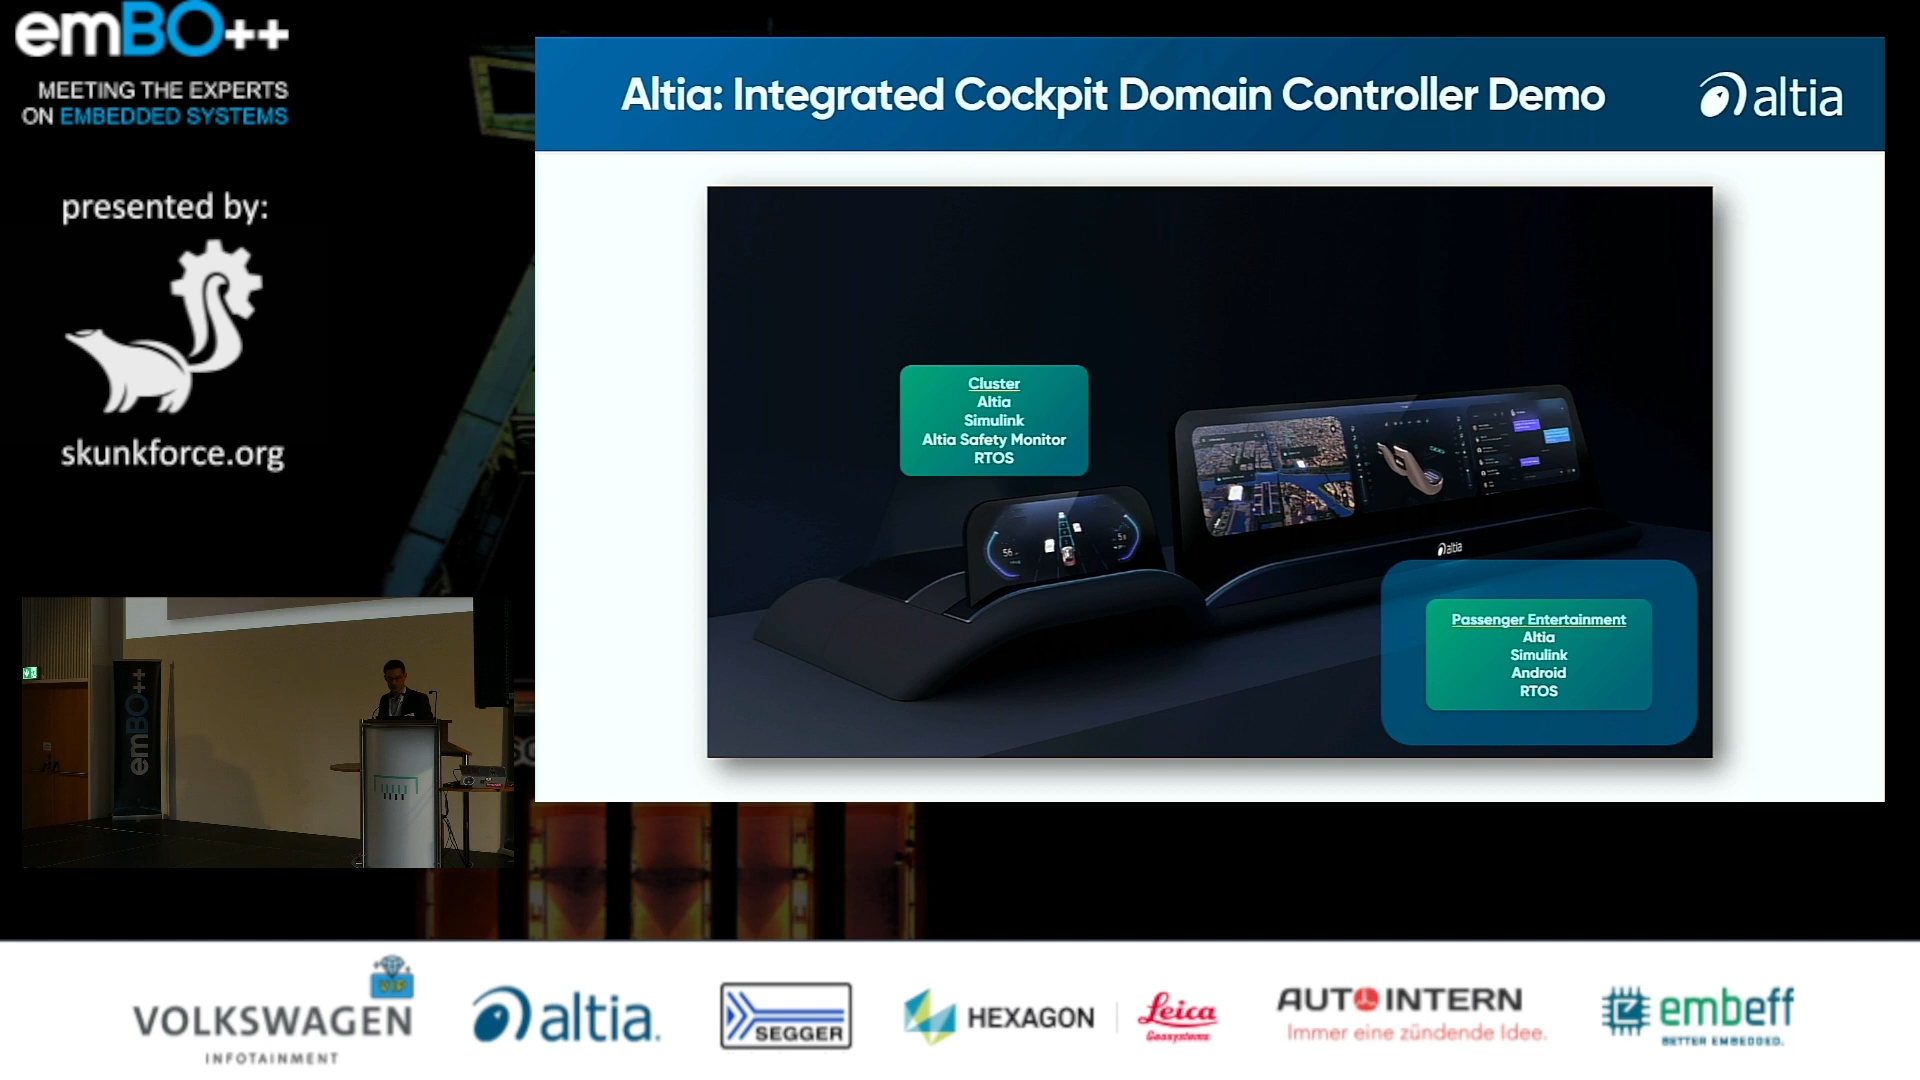 emBO++
MEETING THE EXPERTS
ON EMBEDDED SYSTEMS
presented by:
skunkforce.org
Altia: Integrated Cockpit Domain Controller Demo
altia
Cluster
Altia
Simulink
Altia Safety Monitor
RTOS
56
altia
Passenger Entertainment
Altia
Simulink
Android
RTOS
emBO++
VIP
VOLKSWAGEN
INFOTAINMENT
altia.
SEGGER
HEXAGON
Leica
Geosystems
AUTOINTERN
Immer eine zündende Idee.
embeff
BETTER EMBEDDED.